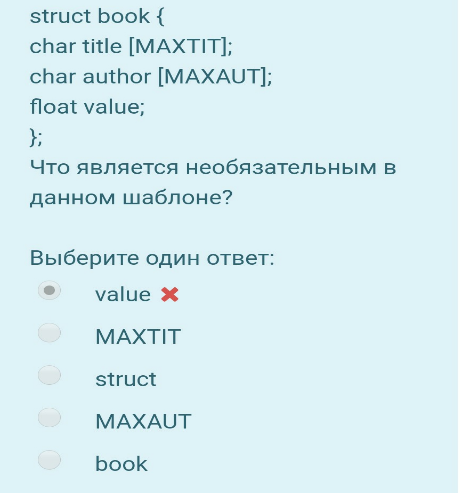 struct book {
char title [MAXTIT];
char author [MAXAUT];
float value;
};
Что является необязательным в
данном шаблоне?
Выберите один ответ:
value
MAXTIT
struct
MAXAUT
book